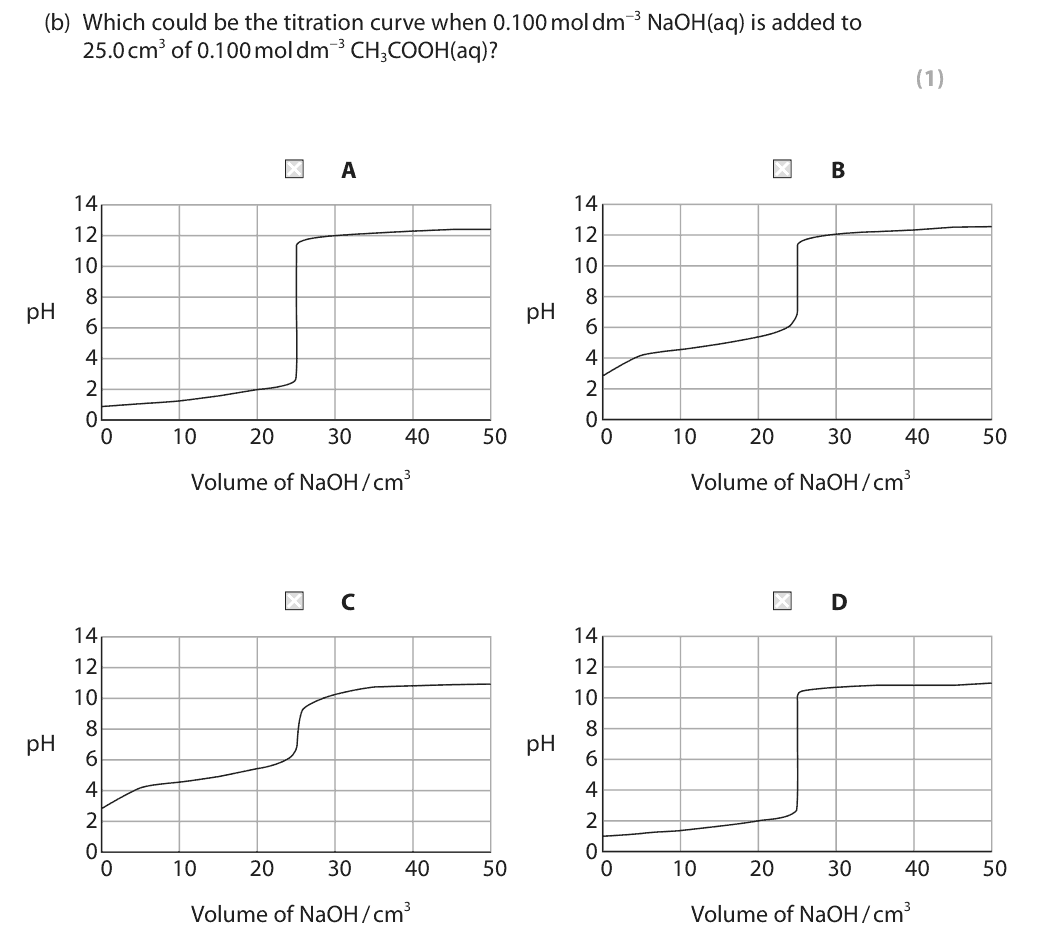 (b) Which could be the titration curve when 0.100 mol dm⁻³ NaOH(aq) is added to
25.0 cm³ of 0.100 mol dm⁻³ CH₃COOH(aq)?
(1)
A
14
12
10
8
6
4
2
0
pH
0 10 20 30 40 50
Volume of NaOH / cm³
B
14
12
10
8
6
4
2
0
pH
0 10 20 30 40 50
Volume of NaOH / cm³
C
14
12
10
8
6
4
2
0
pH
0 10 20 30 40 50
Volume of NaOH / cm³
D
14
12
10
8
6
4
2
0
pH
0 10 20 30 40 50
Volume of NaOH / cm³